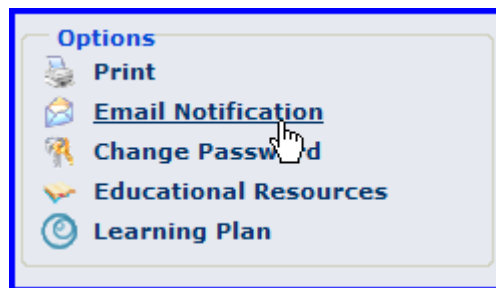 Options
Print
Email Notification
Change Password
Educational Resources
Learning Plan